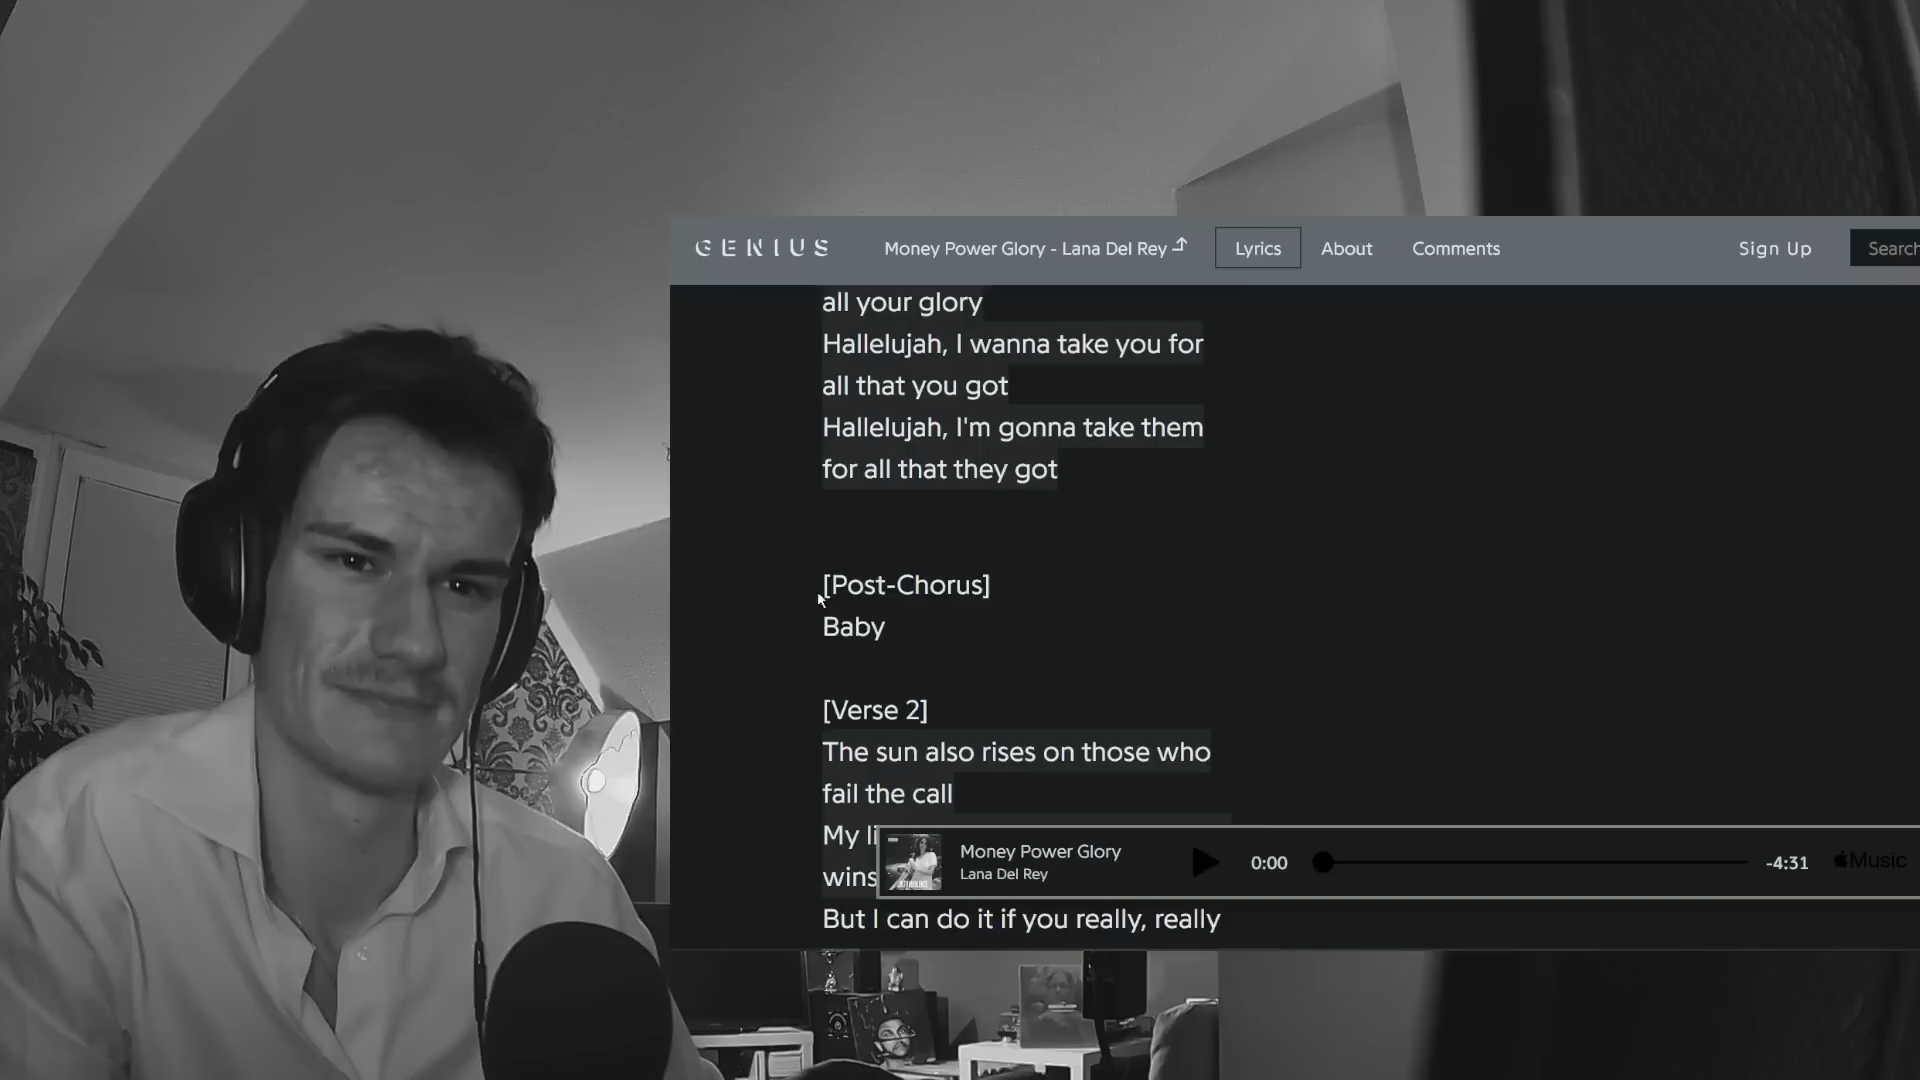 GENIUS
Money Power Glory - Lana Del Rey
Lyrics
About
Comments
Sign Up
Search
all your glory
Hallelujah, I wanna take you for
all that you got
Hallelujah, I'm gonna take them
for all that they got
[Post-Chorus]
Baby
[Verse 2]
The sun also rises on those who
fail the call
My li
wins
But I can do it if you really, really
Money Power Glory
Lana Del Rey
0:00
-4:31
Music